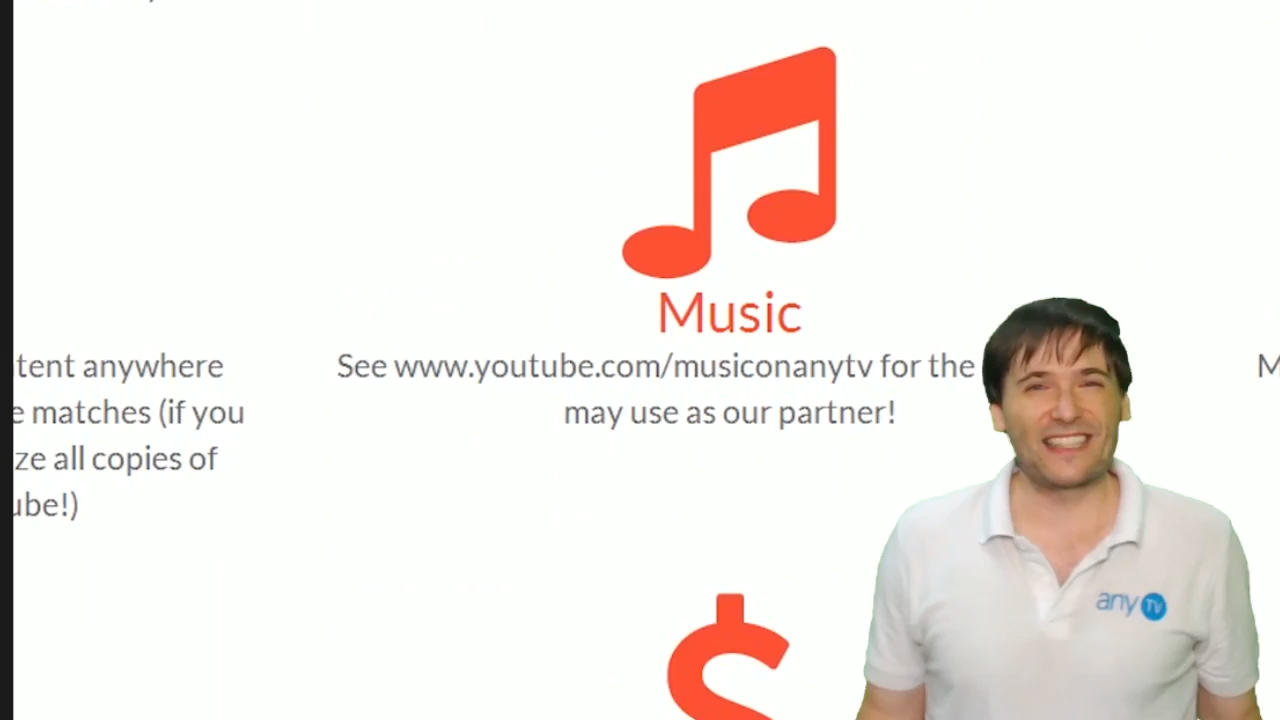 Music
tent anywhere
e matches (if you
ze all copies of
ube!)
See www.youtube.com/musiconanytv for the
may use as our partner!
M
any TV